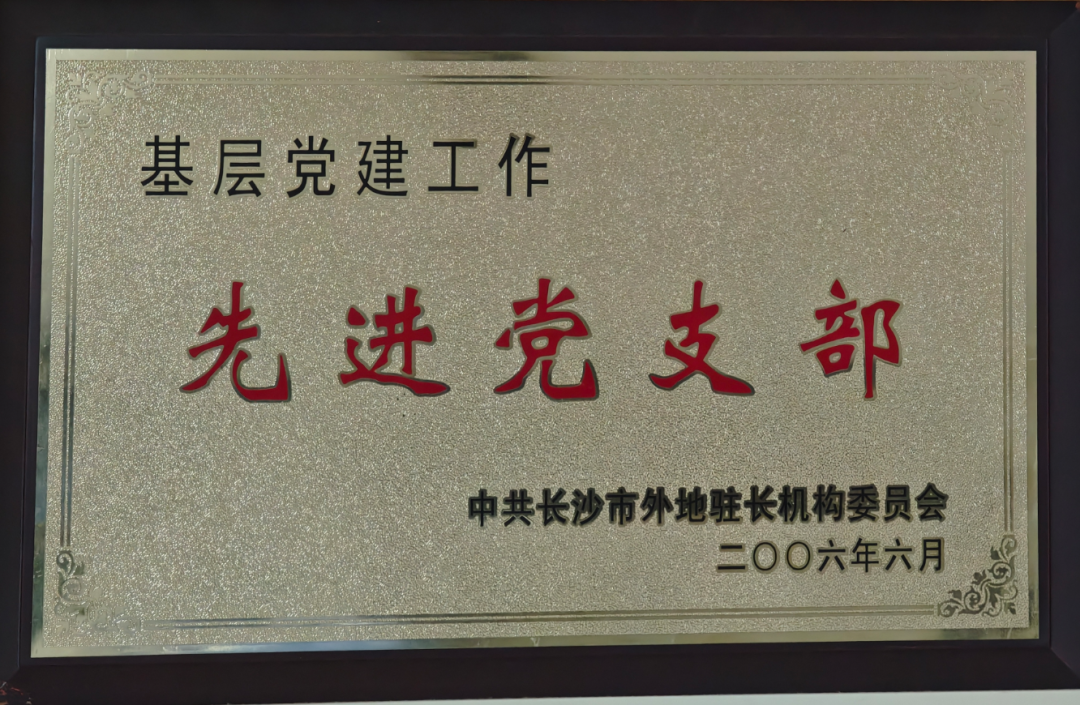 基层党建工作
先进党支部
中共长沙市外地驻长机构委员会
二〇〇六年六月